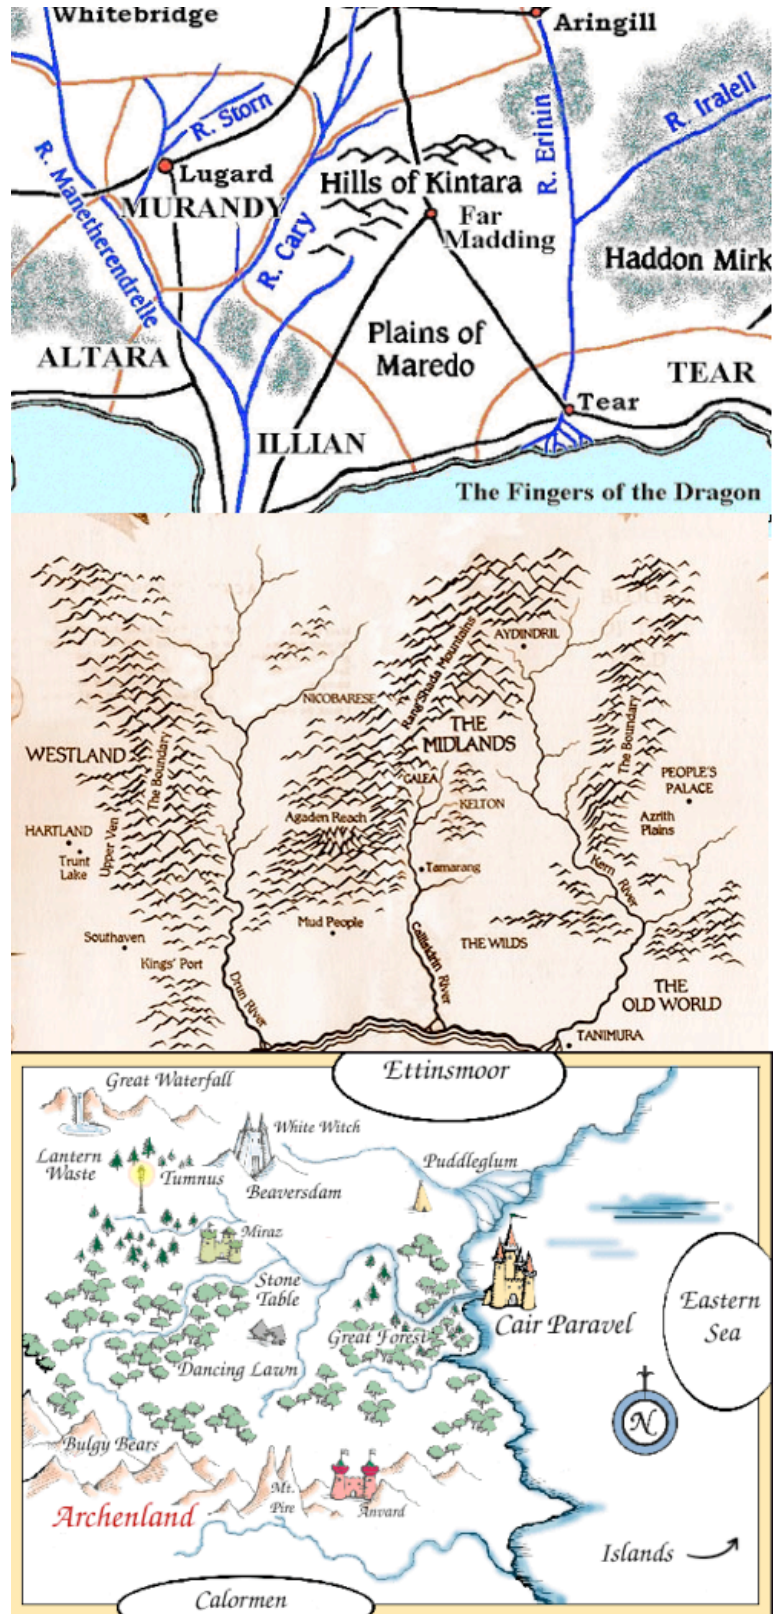 Whitebridge
Aringill
R. Storn
R. Erinin
R. Iralell
R. Manetherendrelle
Lugard
MURANDY
R. Cary
Hills of Kintara
Far
Madding
Haddon Mirk
Plains of
Maredo
ALTARA
TEAR
Tear
ILLIAN
The Fingers of the Dragon
AYDINDRIL
Rang'Shada Mountains
NICOBARESE
THE
MIDLANDS
WESTLAND
The Boundary
The Boundary
GALEA
PEOPLE'S
PALACE
KELTON
Agaden Reach
Azrith
Plains
HARTLAND
Upper Ven
Trunt
Lake
Tamarang
Kern River
Mud People
Southaven
Kings' Port
THE WILDS
Callisidrin River
Drun River
THE
OLD WORLD
TANIMURA
Ettinsmoor
Great Waterfall
White Witch
Lantern
Waste
Tumnus
Puddleglum
Beaversdam
Miraz
Stone
Table
Eastern
Sea
Cair Paravel
Great Forest
Dancing Lawn
N
Bulgy Bears
Mt.
Pire
Anvard
Archenland
Islands
Calormen